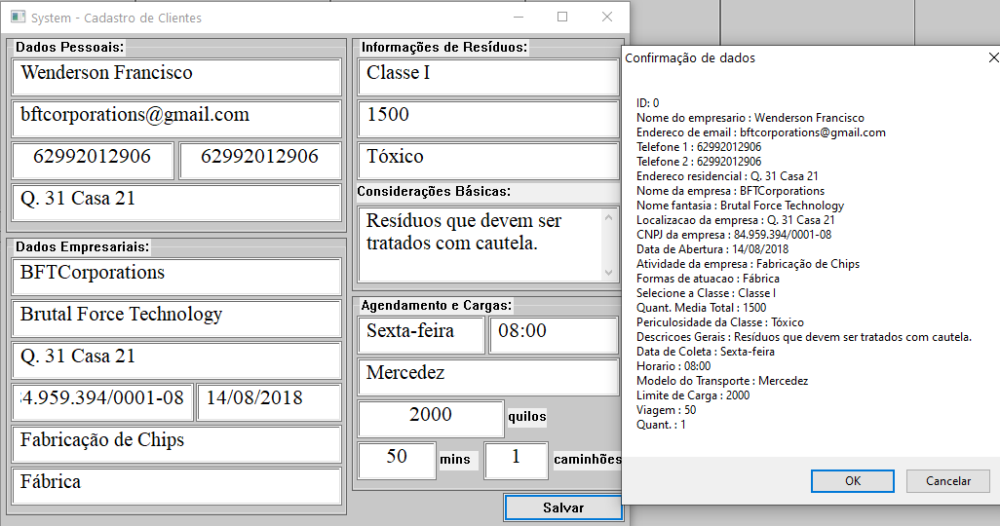 System - Cadastro de Clientes
Dados Pessoais:
Wenderson Francisco
bftcorporations@gmail.com
62992012906 62992012906
Q. 31 Casa 21
Dados Empresariais:
BFTCorporations
Brutal Force Technology
Q. 31 Casa 21
4.959.394/0001-08 14/08/2018
Fabricação de Chips
Fábrica
Informações de Resíduos:
Classe I
1500
Tóxico
Considerações Básicas:
Resíduos que devem ser
tratados com cautela.
Agendamento e Cargas:
Sexta-feira 08:00
Mercedez
2000 quilos
50 mins 1 caminhões
Salvar
Confirmação de dados
ID: 0
Nome do empresario : Wenderson Francisco
Endereco de email : bftcorporations@gmail.com
Telefone 1 : 62992012906
Telefone 2 : 62992012906
Endereco residencial : Q. 31 Casa 21
Nome da empresa : BFTCorporations
Nome fantasia : Brutal Force Technology
Localizacao da empresa : Q. 31 Casa 21
CNPJ da empresa : 84.959.394/0001-08
Data de Abertura : 14/08/2018
Atividade da empresa : Fabricação de Chips
Formas de atuacao : Fábrica
Selecione a Classe : Classe I
Quant. Media Total : 1500
Periculosidade da Classe : Tóxico
Descricoes Gerais : Resíduos que devem ser tratados com cautela.
Data de Coleta : Sexta-feira
Horario : 08:00
Modelo do Transporte : Mercedez
Limite de Carga : 2000
Viagem : 50
Quant. : 1
OK Cancelar